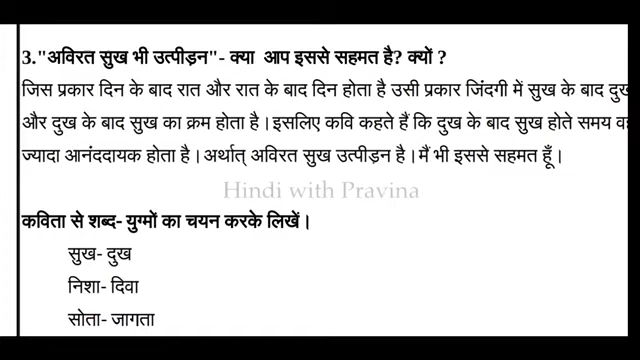 3."अविरत सुख भी उत्पीड़न"- क्या आप इससे सहमत है? क्यों ?
जिस प्रकार दिन के बाद रात और रात के बाद दिन होता है उसी प्रकार जिंदगी में सुख के बाद दुख
और दुख के बाद सुख का क्रम होता है।इसलिए कवि कहते हैं कि दुख के बाद सुख होते समय वह
ज्यादा आनंददायक होता है।अर्थात् अविरत सुख उत्पीड़न है।मैं भी इससे सहमत हूँ।
Hindi with Pravina
कविता से शब्द- युग्मों का चयन करके लिखें।
सुख- दुख
निशा- दिवा
सोता- जागता